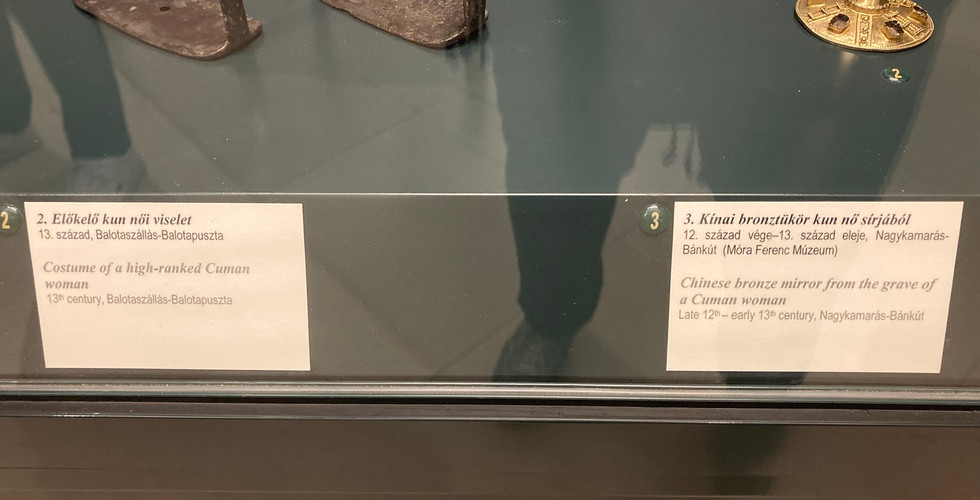 2
2
2. Előkelő kun női viselet
13. század, Balotaszállás-Balotapuszta
Costume of a high-ranked Cuman
woman
13th century, Balotaszállás-Balotapuszta
3
3. Kínai bronztükör kun nő sírjából
12. század vége–13. század eleje, Nagykamarás-
Bánkút (Móra Ferenc Múzeum)
Chinese bronze mirror from the grave of
a Cuman woman
Late 12th – early 13th century, Nagykamarás-Bánkút